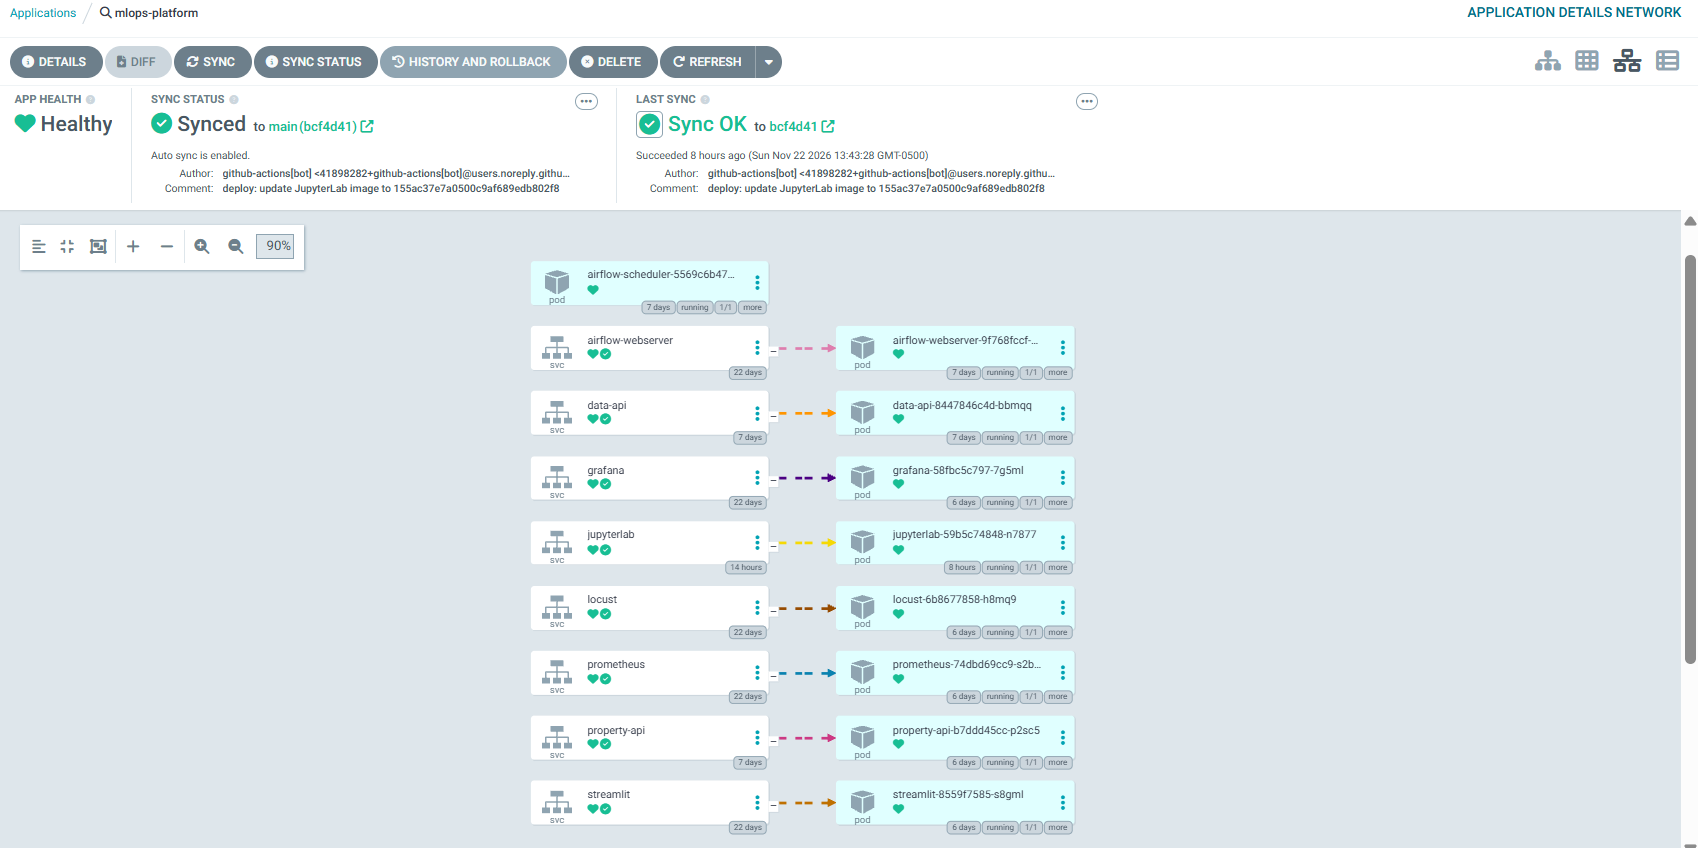 Applications / mlops-platform
APPLICATION DETAILS NETWORK
DETAILS DIFF SYNC SYNC STATUS HISTORY AND ROLLBACK DELETE REFRESH
APP HEALTH
Healthy
SYNC STATUS
Synced to main (bcf4d41)
Auto sync is enabled.
Author: github-actions[bot] <41898282+github-actions[bot]@users.noreply.githu...
Comment: deploy: update JupyterLab image to 155ac37e7a0500c9af689edb802f8
LAST SYNC
Sync OK to bcf4d41
Succeeded 8 hours ago (Sun Nov 22 2026 13:43:28 GMT-0500)
Author: github-actions[bot] <41898282+github-actions[bot]@users.noreply.githu...
Comment: deploy: update JupyterLab image to 155ac37e7a0500c9af689edb802f8
90%
airflow-scheduler-5569c6b47...
pod
7 days running 1/1 more
airflow-webserver
svc
22 days
airflow-webserver-9f768fccf-...
pod
7 days running 1/1 more
data-api
svc
7 days
data-api-8447846c4d-bbmqq
pod
7 days running 1/1 more
grafana
svc
22 days
grafana-58fbc5c797-7g5ml
pod
6 days running 1/1 more
jupyterlab
svc
14 hours
jupyterlab-59b5c74848-n7877
pod
8 hours running 1/1 more
locust
svc
22 days
locust-6b8677858-h8mq9
pod
6 days running 1/1 more
prometheus
svc
22 days
prometheus-74dbd69cc9-s2b...
pod
6 days running 1/1 more
property-api
svc
7 days
property-api-b7ddd45cc-p2sc5
pod
6 days running 1/1 more
streamlit
svc
22 days
streamlit-8559f7585-s8gml
pod
6 days running 1/1 more